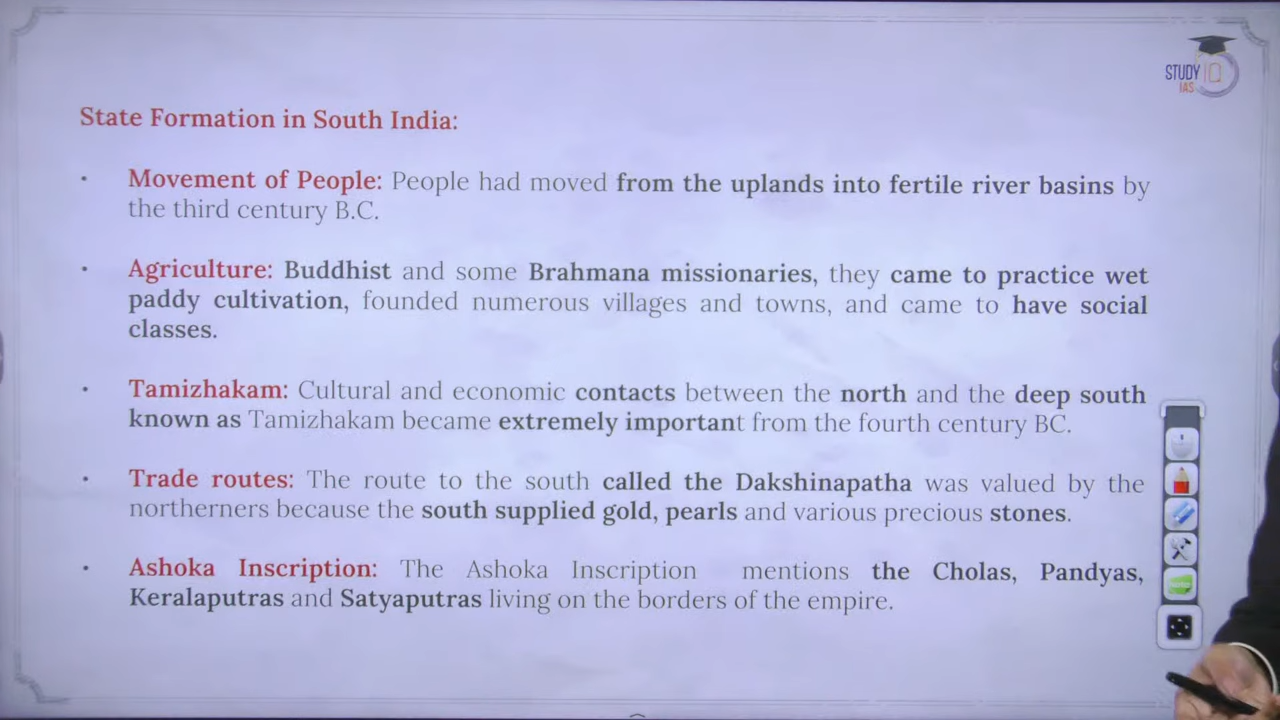 STUDY IQ
IAS
State Formation in South India:
• Movement of People: People had moved from the uplands into fertile river basins by
the third century B.C.
• Agriculture: Buddhist and some Brahmana missionaries, they came to practice wet
paddy cultivation, founded numerous villages and towns, and came to have social
classes.
• Tamizhakam: Cultural and economic contacts between the north and the deep south
known as Tamizhakam became extremely important from the fourth century BC.
• Trade routes: The route to the south called the Dakshinapatha was valued by the
northerners because the south supplied gold, pearls and various precious stones.
• Ashoka Inscription: The Ashoka Inscription mentions the Cholas, Pandyas,
Keralaputras and Satyaputras living on the borders of the empire.